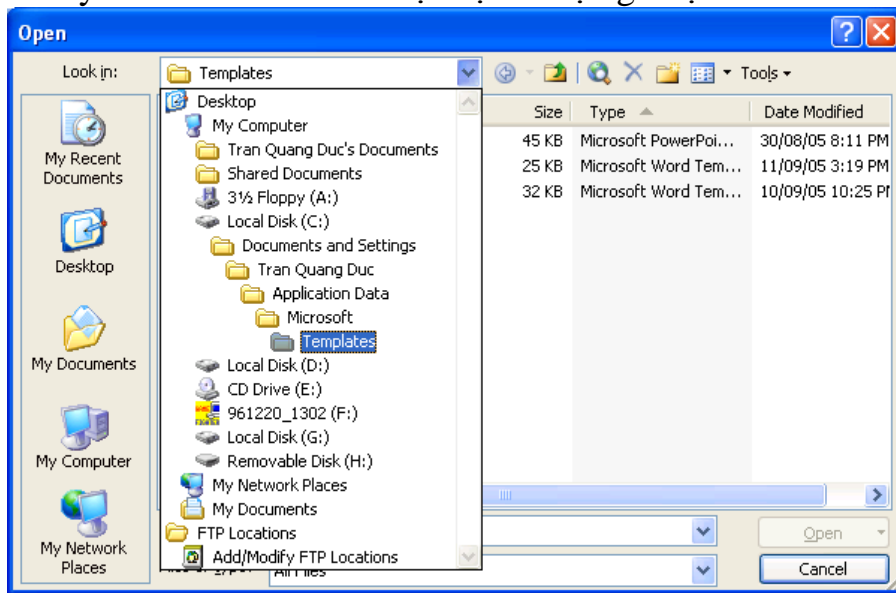 Open
Look in:
Templates
Tools
Desktop
My Computer
Tran Quang Duc's Documents
Shared Documents
3½ Floppy (A:)
Local Disk (C:)
Documents and Settings
Tran Quang Duc
Application Data
Microsoft
Templates
Local Disk (D:)
CD Drive (E:)
961220_1302 (F:)
Local Disk (G:)
Removable Disk (H:)
My Network Places
My Documents
FTP Locations
Add/Modify FTP Locations
My Recent
Documents
Desktop
My Documents
My Computer
My Network
Places
Size Type Date Modified
45 KB Microsoft PowerPoi... 30/08/05 8:11 PM
25 KB Microsoft Word Tem... 11/09/05 3:19 PM
32 KB Microsoft Word Tem... 10/09/05 10:25
All Files
Open
Cancel